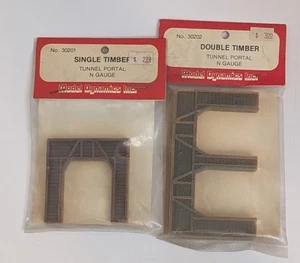 No. 30201
SINGLE TIMBER
TUNNEL PORTAL
N GAUGE
Model Dynamics Inc.
No. 30202
DOUBLE TIMBER
TUNNEL PORTAL
N GAUGE
Model Dynamics Inc.